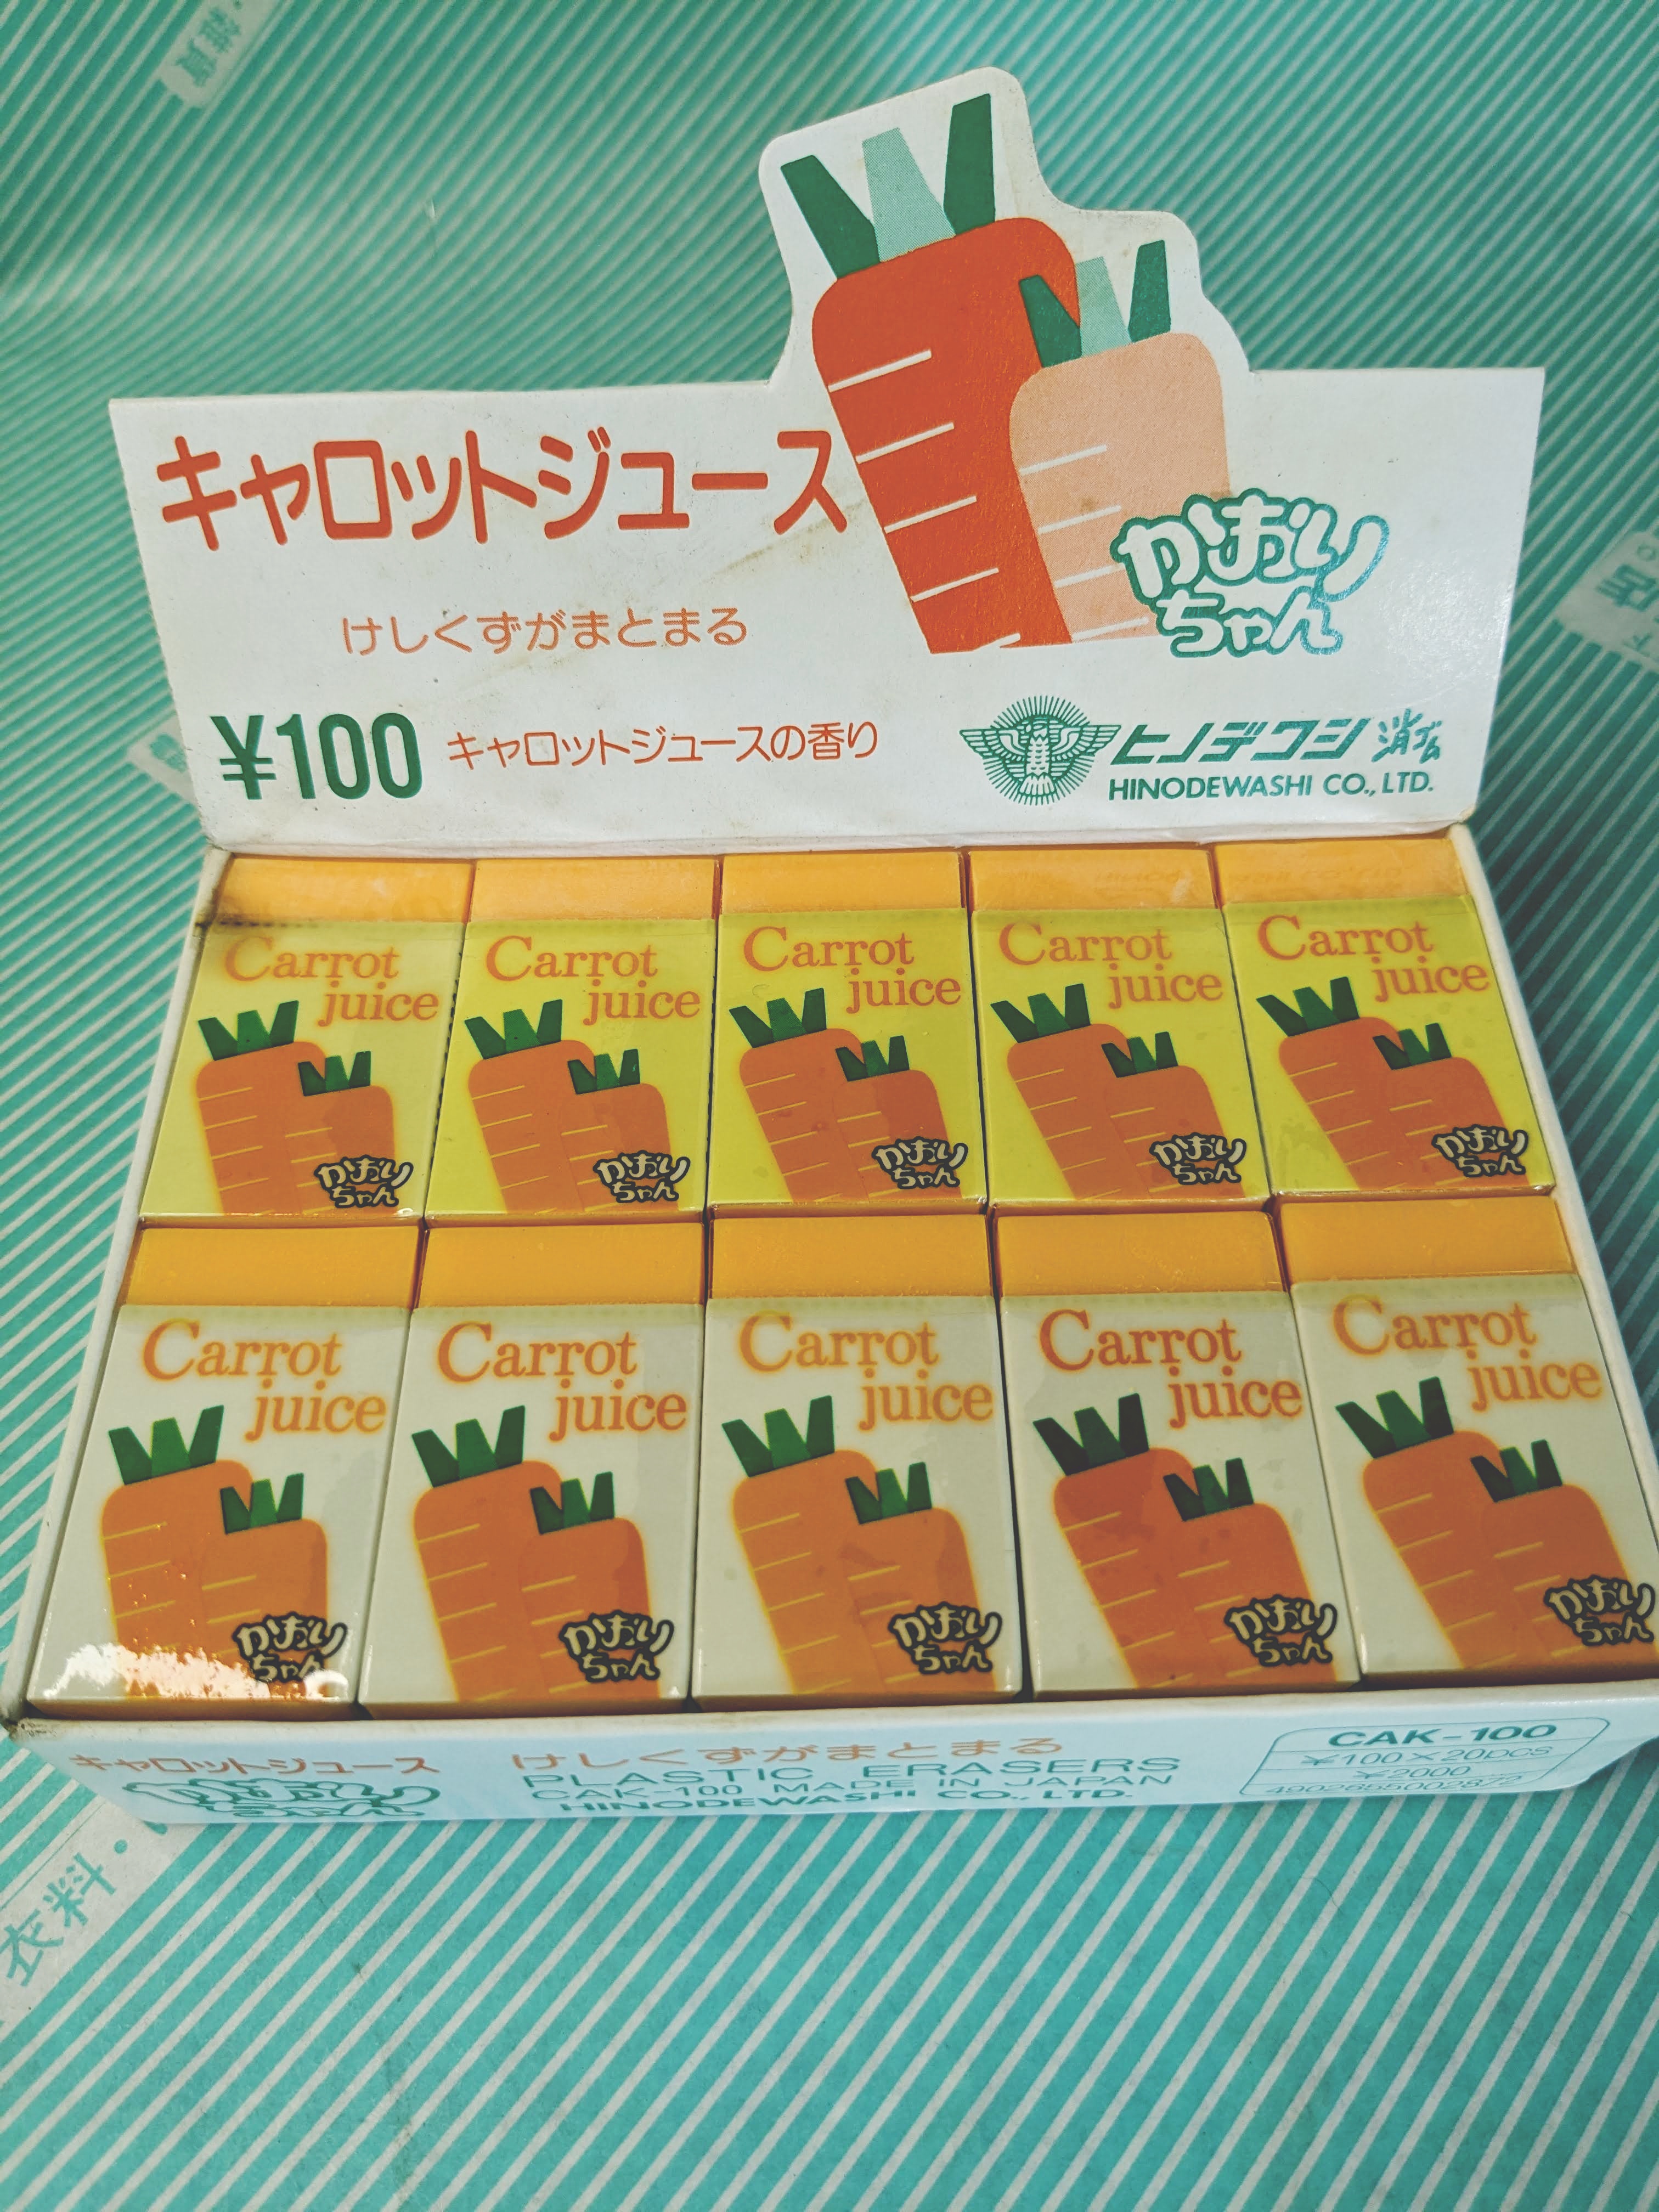 雑貨
キャロットジュース
けしくずがまとまる
¥100 キャロットジュースの香り
かおり
ちゃん
ヒノデワシ 消ゴム
HINODEWASHI CO., LTD.
Carrot
juice
かおり
ちゃん
Carrot
juice
かおり
ちゃん
Carrot
juice
かおり
ちゃん
Carrot
juice
かおり
ちゃん
Carrot
juice
かおり
ちゃん
Carrot
juice
かおり
ちゃん
Carrot
juice
かおり
ちゃん
Carrot
juice
かおり
ちゃん
Carrot
juice
かおり
ちゃん
Carrot
juice
かおり
ちゃん
キャロットジュース
かおり
ちゃん
けしくずがまとまる
PLASTIC ERASERS
CAK-100 MADE IN JAPAN
HINODEWASHI CO., LTD.
CAK-100
¥100×20pcs
¥2000
4902655002872
衣料・